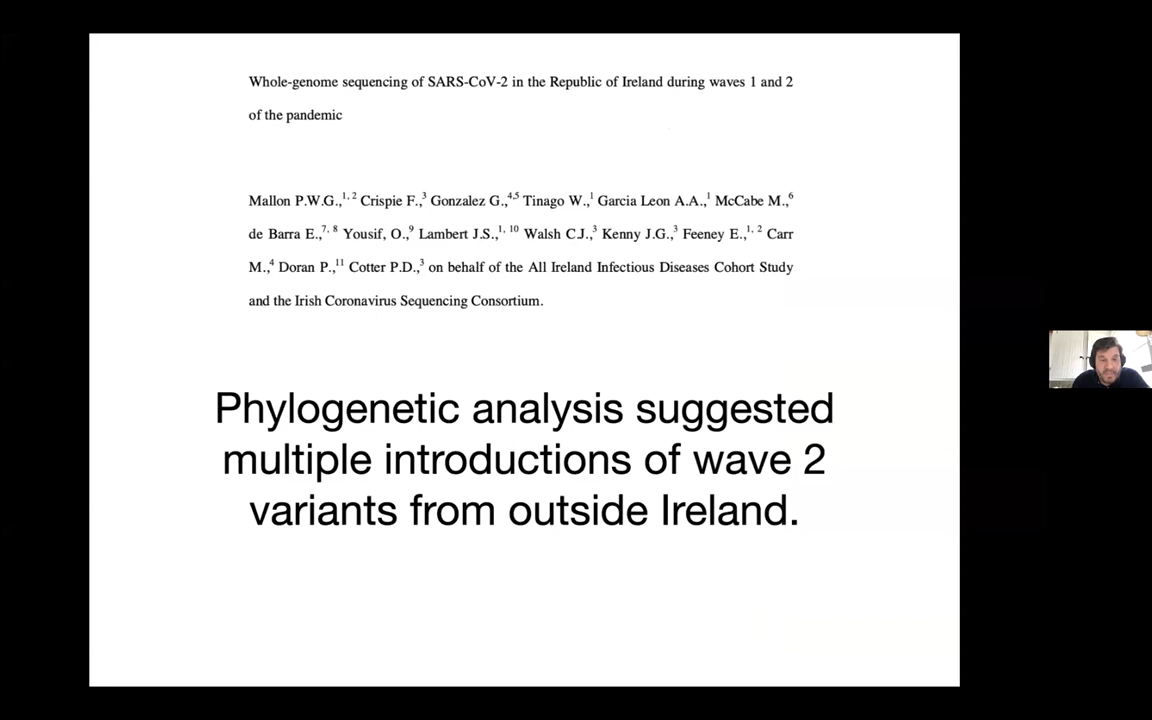 Whole-genome sequencing of SARS-CoV-2 in the Republic of Ireland during waves 1 and 2
of the pandemic
Mallon P.W.G.,1, 2 Crispie F.,3 Gonzalez G.,4,5 Tinago W.,1 Garcia Leon A.A.,1 McCabe M.,6
de Barra E.,7, 8 Yousif, O.,9 Lambert J.S.,1, 10 Walsh C.J.,3 Kenny J.G.,3 Feeney E.,1, 2 Carr
M.,4 Doran P.,11 Cotter P.D.,3 on behalf of the All Ireland Infectious Diseases Cohort Study
and the Irish Coronavirus Sequencing Consortium.
Phylogenetic analysis suggested
multiple introductions of wave 2
variants from outside Ireland.